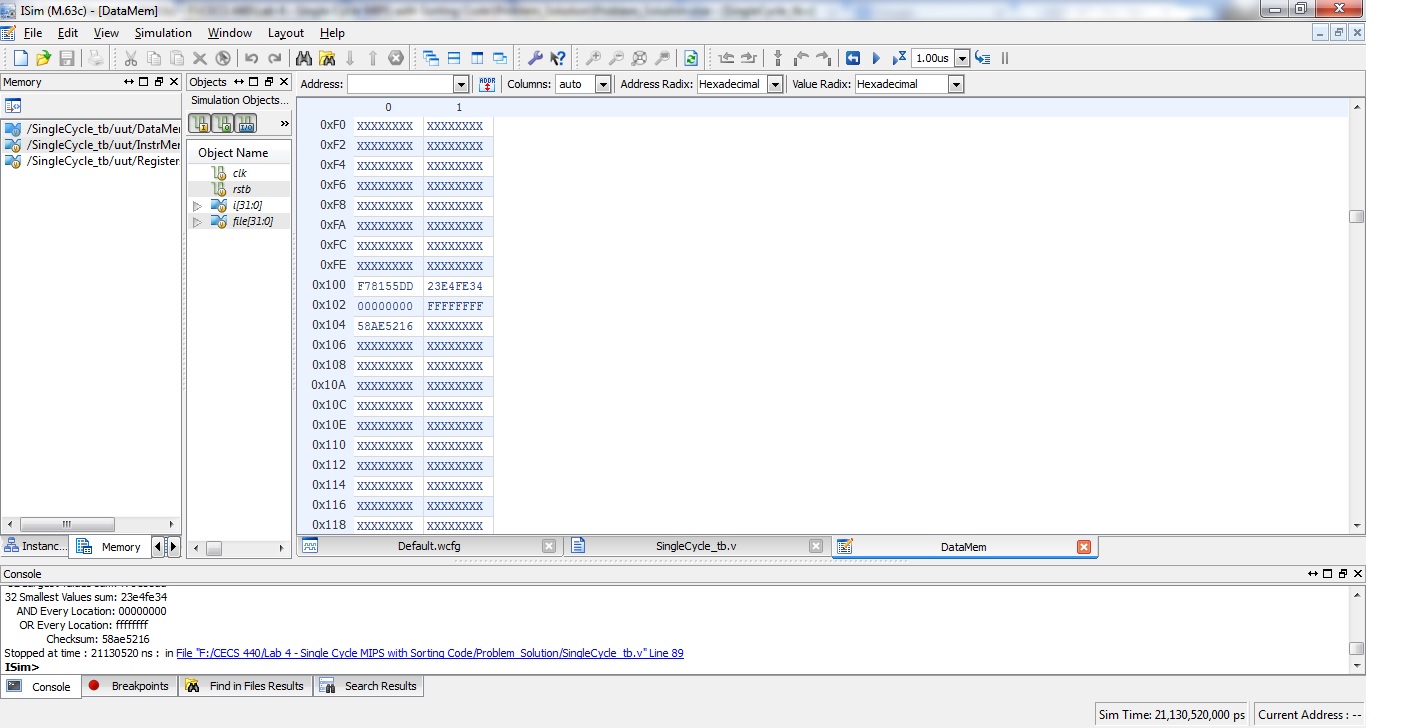 ISim (M.63c) - [DataMem]
File Edit View Simulation Window Layout Help
1.00us
Memory
Objects
Address: Columns: auto Address Radix: Hexadecimal Value Radix: Hexadecimal
Simulation Objects...
»
/SingleCycle_tb/uut/DataMe
/SingleCycle_tb/uut/InstrMe
/SingleCycle_tb/uut/Register
Object Name
clk
rstb
i[31:0]
file[31:0]
0 1
0xF0 XXXXXXXX XXXXXXXX
0xF2 XXXXXXXX XXXXXXXX
0xF4 XXXXXXXX XXXXXXXX
0xF6 XXXXXXXX XXXXXXXX
0xF8 XXXXXXXX XXXXXXXX
0xFA XXXXXXXX XXXXXXXX
0xFC XXXXXXXX XXXXXXXX
0xFE XXXXXXXX XXXXXXXX
0x100 F78155DD 23E4FE34
0x102 00000000 FFFFFFFF
0x104 58AE5216 XXXXXXXX
0x106 XXXXXXXX XXXXXXXX
0x108 XXXXXXXX XXXXXXXX
0x10A XXXXXXXX XXXXXXXX
0x10C XXXXXXXX XXXXXXXX
0x10E XXXXXXXX XXXXXXXX
0x110 XXXXXXXX XXXXXXXX
0x112 XXXXXXXX XXXXXXXX
0x114 XXXXXXXX XXXXXXXX
0x116 XXXXXXXX XXXXXXXX
0x118 XXXXXXXX XXXXXXXX
Instanc... Memory
Default.wcfg SingleCycle_tb.v DataMem
Console
32 Smallest Values sum: 23e4fe34
AND Every Location: 00000000
OR Every Location: ffffffff
Checksum: 58ae5216
Stopped at time : 21130520 ns : in File "F:/CECS 440/Lab 4 - Single Cycle MIPS with Sorting Code/Problem_Solution/SingleCycle_tb.v" Line 89
ISim>
Console Breakpoints Find in Files Results Search Results
Sim Time: 21,130,520,000 ps Current Address : --